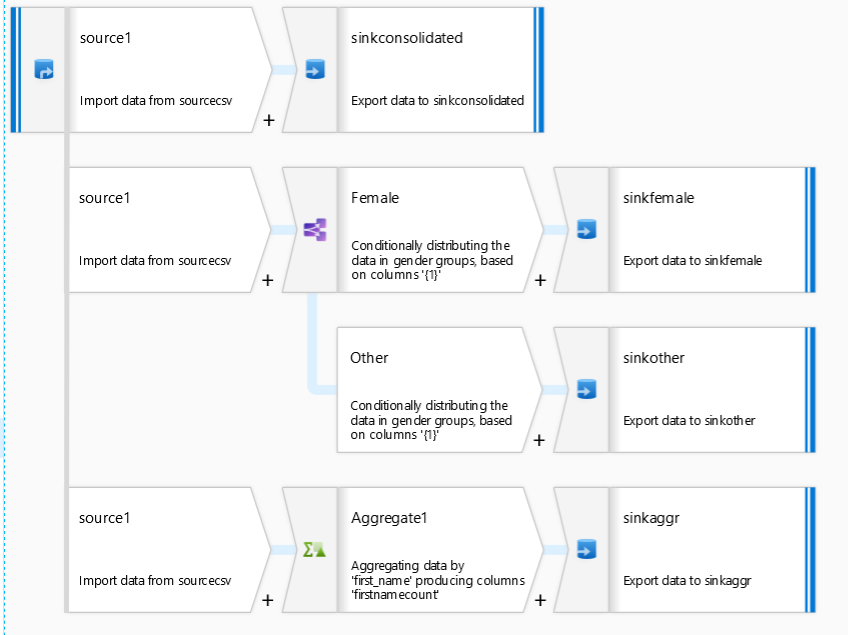 source1
Import data from sourcecsv
+
sinkconsolidated
Export data to sinkconsolidated
source1
Import data from sourcecsv
+
Female
Conditionally distributing the
data in gender groups, based
on columns '{1}'
+
sinkfemale
Export data to sinkfemale
Other
Conditionally distributing the
data in gender groups, based
on columns '{1}'
+
sinkother
Export data to sinkother
source1
Import data from sourcecsv
+
Aggregate1
Aggregating data by
'first_name' producing columns
'firstnamecount'
+
sinkaggr
Export data to sinkaggr